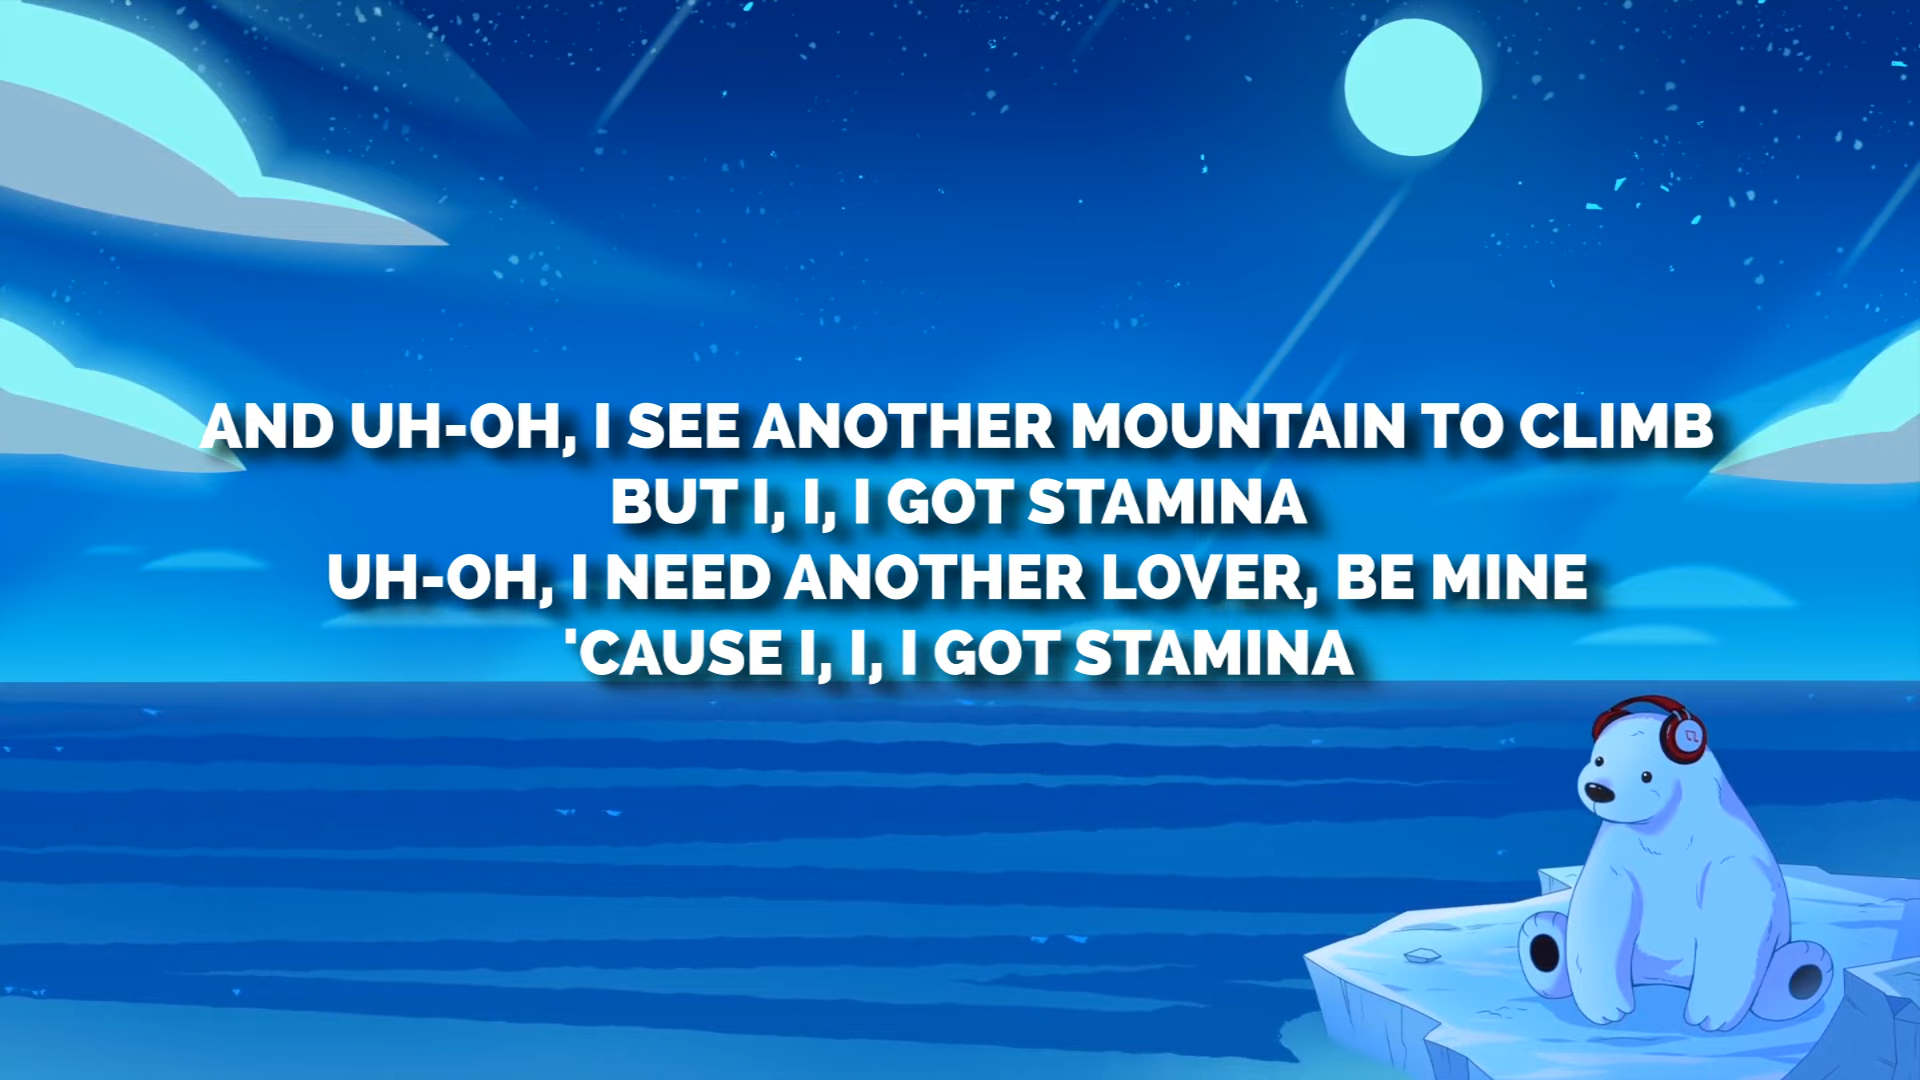 AND UH-OH, I SEE ANOTHER MOUNTAIN TO CLIMB
BUT I, I, I GOT STAMINA
UH-OH, I NEED ANOTHER LOVER, BE MINE
'CAUSE I, I, I GOT STAMINA